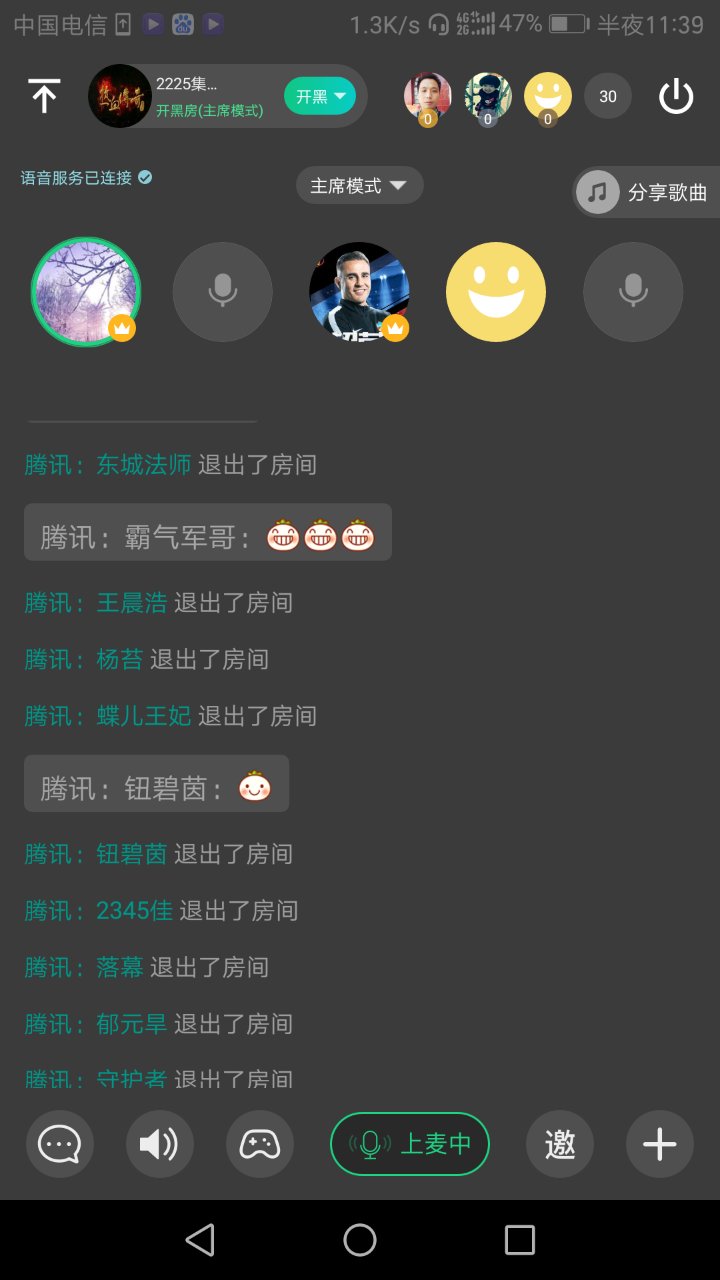 中国电信 1.3K/s 47% 半夜11:39
2225集...
开黑房(主席模式)
开黑
0 0 0 30
语音服务已连接
主席模式
分享歌曲
腾讯：东城法师 退出了房间
腾讯：霸气军哥：
腾讯：王晨浩 退出了房间
腾讯：杨苔 退出了房间
腾讯：蝶儿王妃 退出了房间
腾讯：钮碧茵：
腾讯：钮碧茵 退出了房间
腾讯：2345佳 退出了房间
腾讯：落幕 退出了房间
腾讯：郁元旱 退出了房间
腾讯：守护者 退出了房间
上麦中
邀